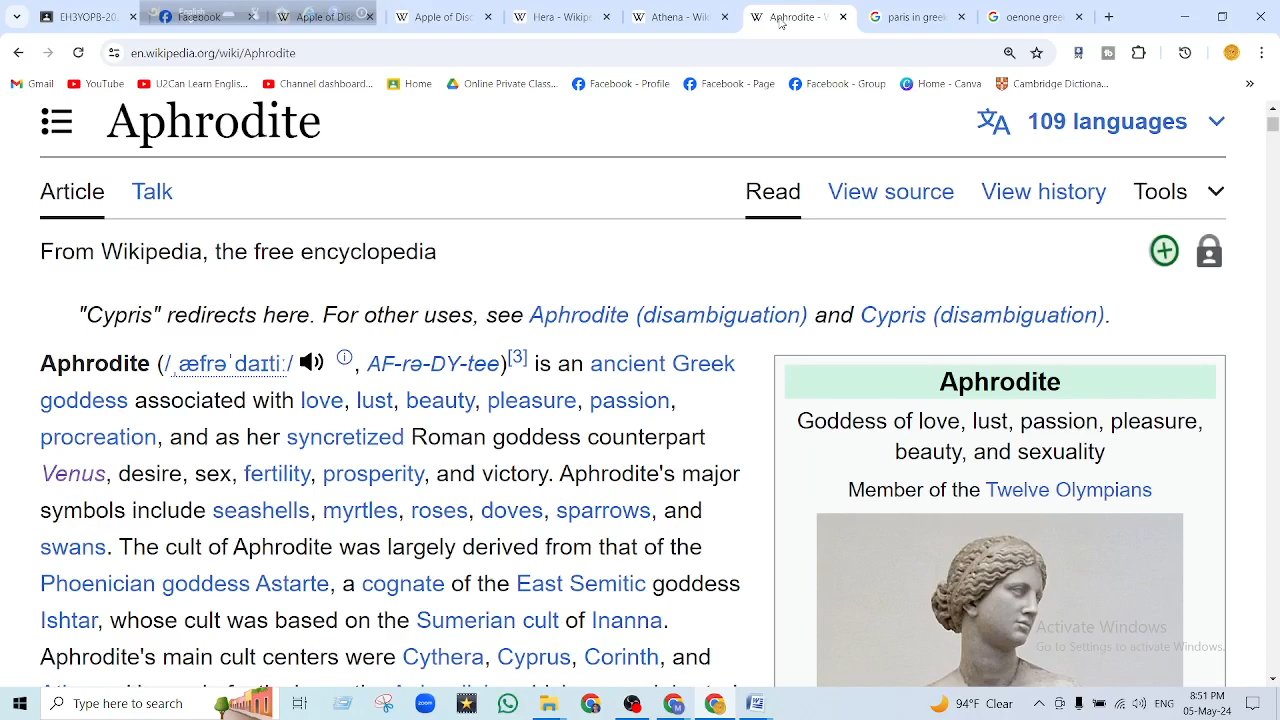 EH3YOPB-20
Facebook
Apple of Dis
Apple of Disc
Hera - Wikip
Athena - Wik
Aphrodite - V
paris in greek
oenone gree
en.wikipedia.org/wiki/Aphrodite
Gmail
YouTube
U2Can Learn Englis...
Channel dashboard...
Home
Online Private Class...
Facebook - Profile
Facebook - Page
Facebook - Group
Home - Canva
Cambridge Dictiona...
»
Aphrodite
109 languages
Article
Talk
Read
View source
View history
Tools
From Wikipedia, the free encyclopedia
"Cypris" redirects here. For other uses, see Aphrodite (disambiguation) and Cypris (disambiguation).
Aphrodite (/ˌæfrəˈdaɪtiː/ ⓘ, AF-rə-DY-tee)[3] is an ancient Greek
goddess associated with love, lust, beauty, pleasure, passion,
procreation, and as her syncretized Roman goddess counterpart
Venus, desire, sex, fertility, prosperity, and victory. Aphrodite's major
symbols include seashells, myrtles, roses, doves, sparrows, and
swans. The cult of Aphrodite was largely derived from that of the
Phoenician goddess Astarte, a cognate of the East Semitic goddess
Ishtar, whose cult was based on the Sumerian cult of Inanna.
Aphrodite's main cult centers were Cythera, Cyprus, Corinth, and
Aphrodite
Goddess of love, lust, passion, pleasure,
beauty, and sexuality
Member of the Twelve Olympians
Activate Windows
Go to Settings to activate Windows.
Type here to search
zoom
94°F Clear
ENG
8:51 PM
05-May-24